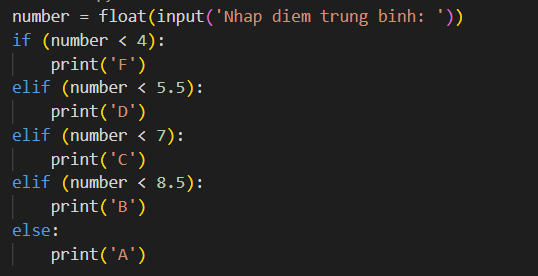 number = float(input('Nhap diem trung binh: '))
if (number < 4):
    print('F')
elif (number < 5.5):
    print('D')
elif (number < 7):
    print('C')
elif (number < 8.5):
    print('B')
else:
    print('A')